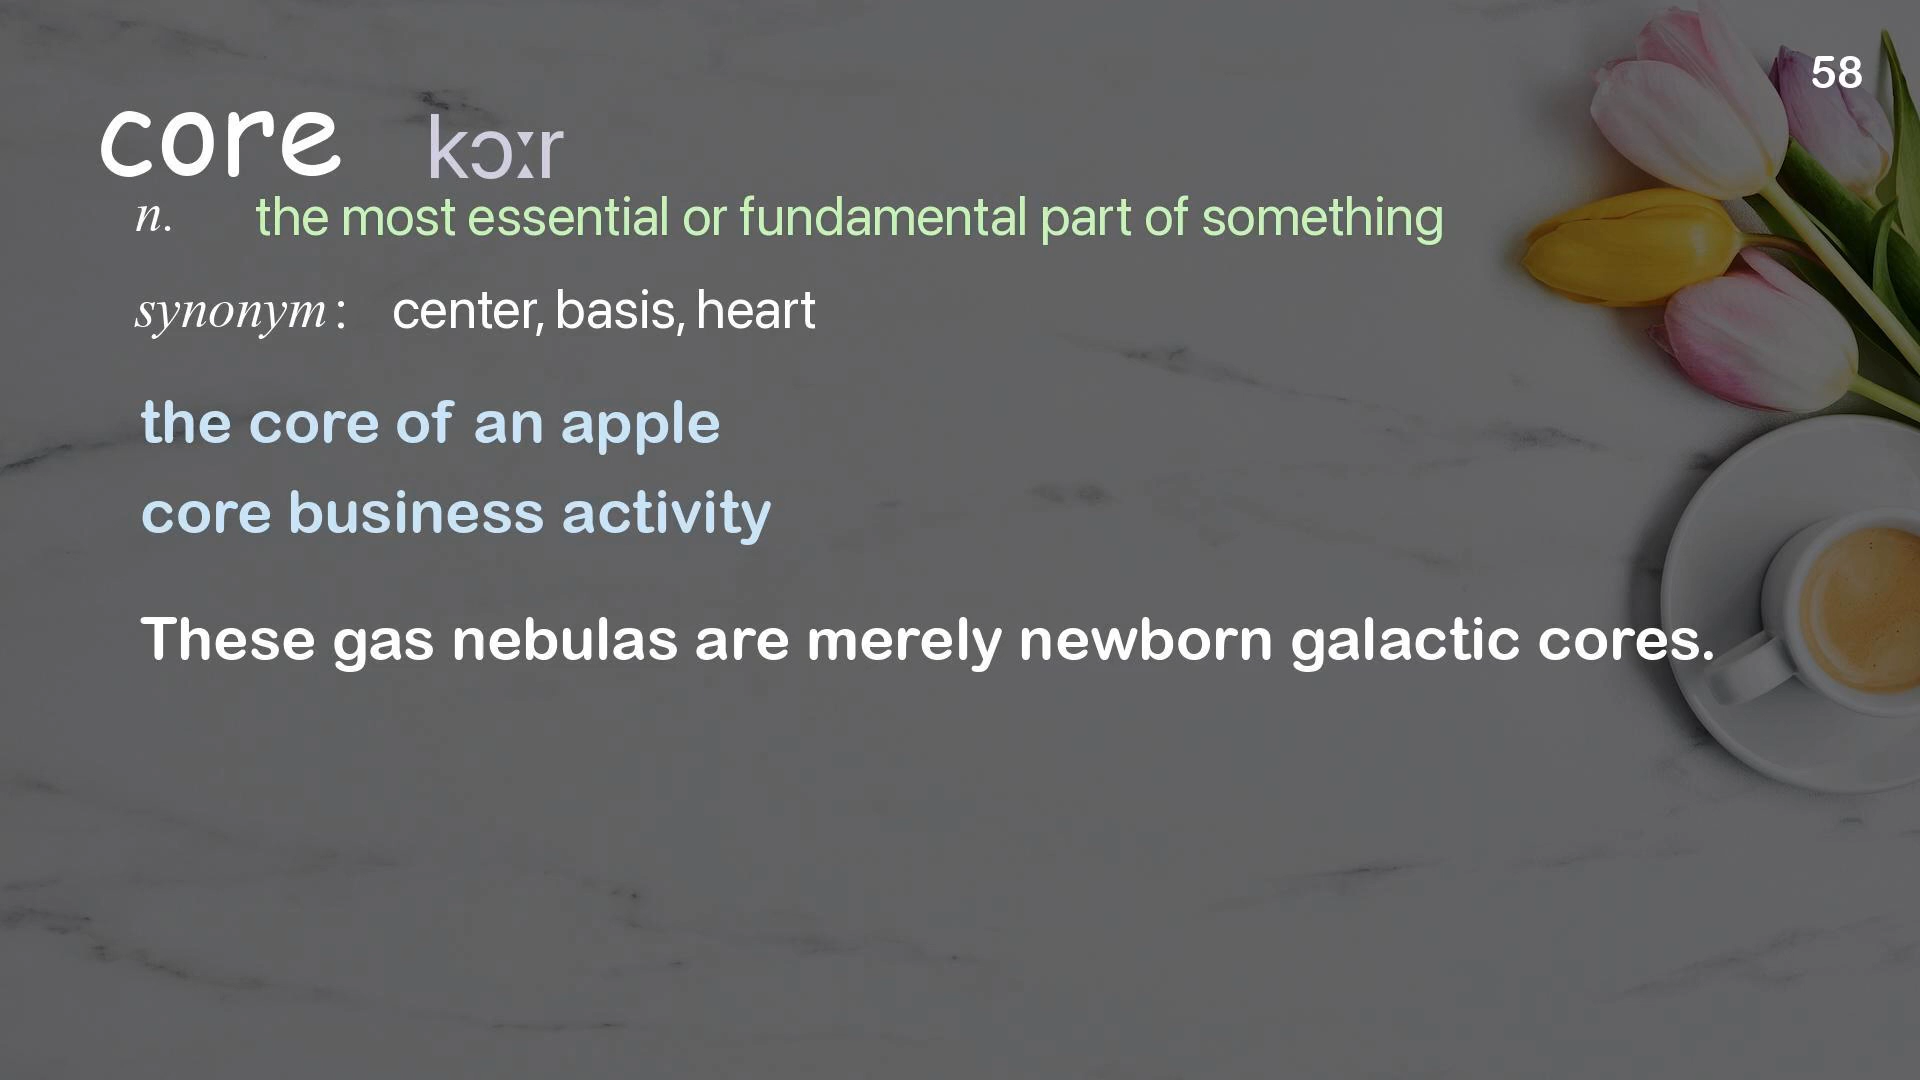 58
core kɔːr
n. the most essential or fundamental part of something
synonym : center, basis, heart
the core of an apple
core business activity
These gas nebulas are merely newborn galactic cores.